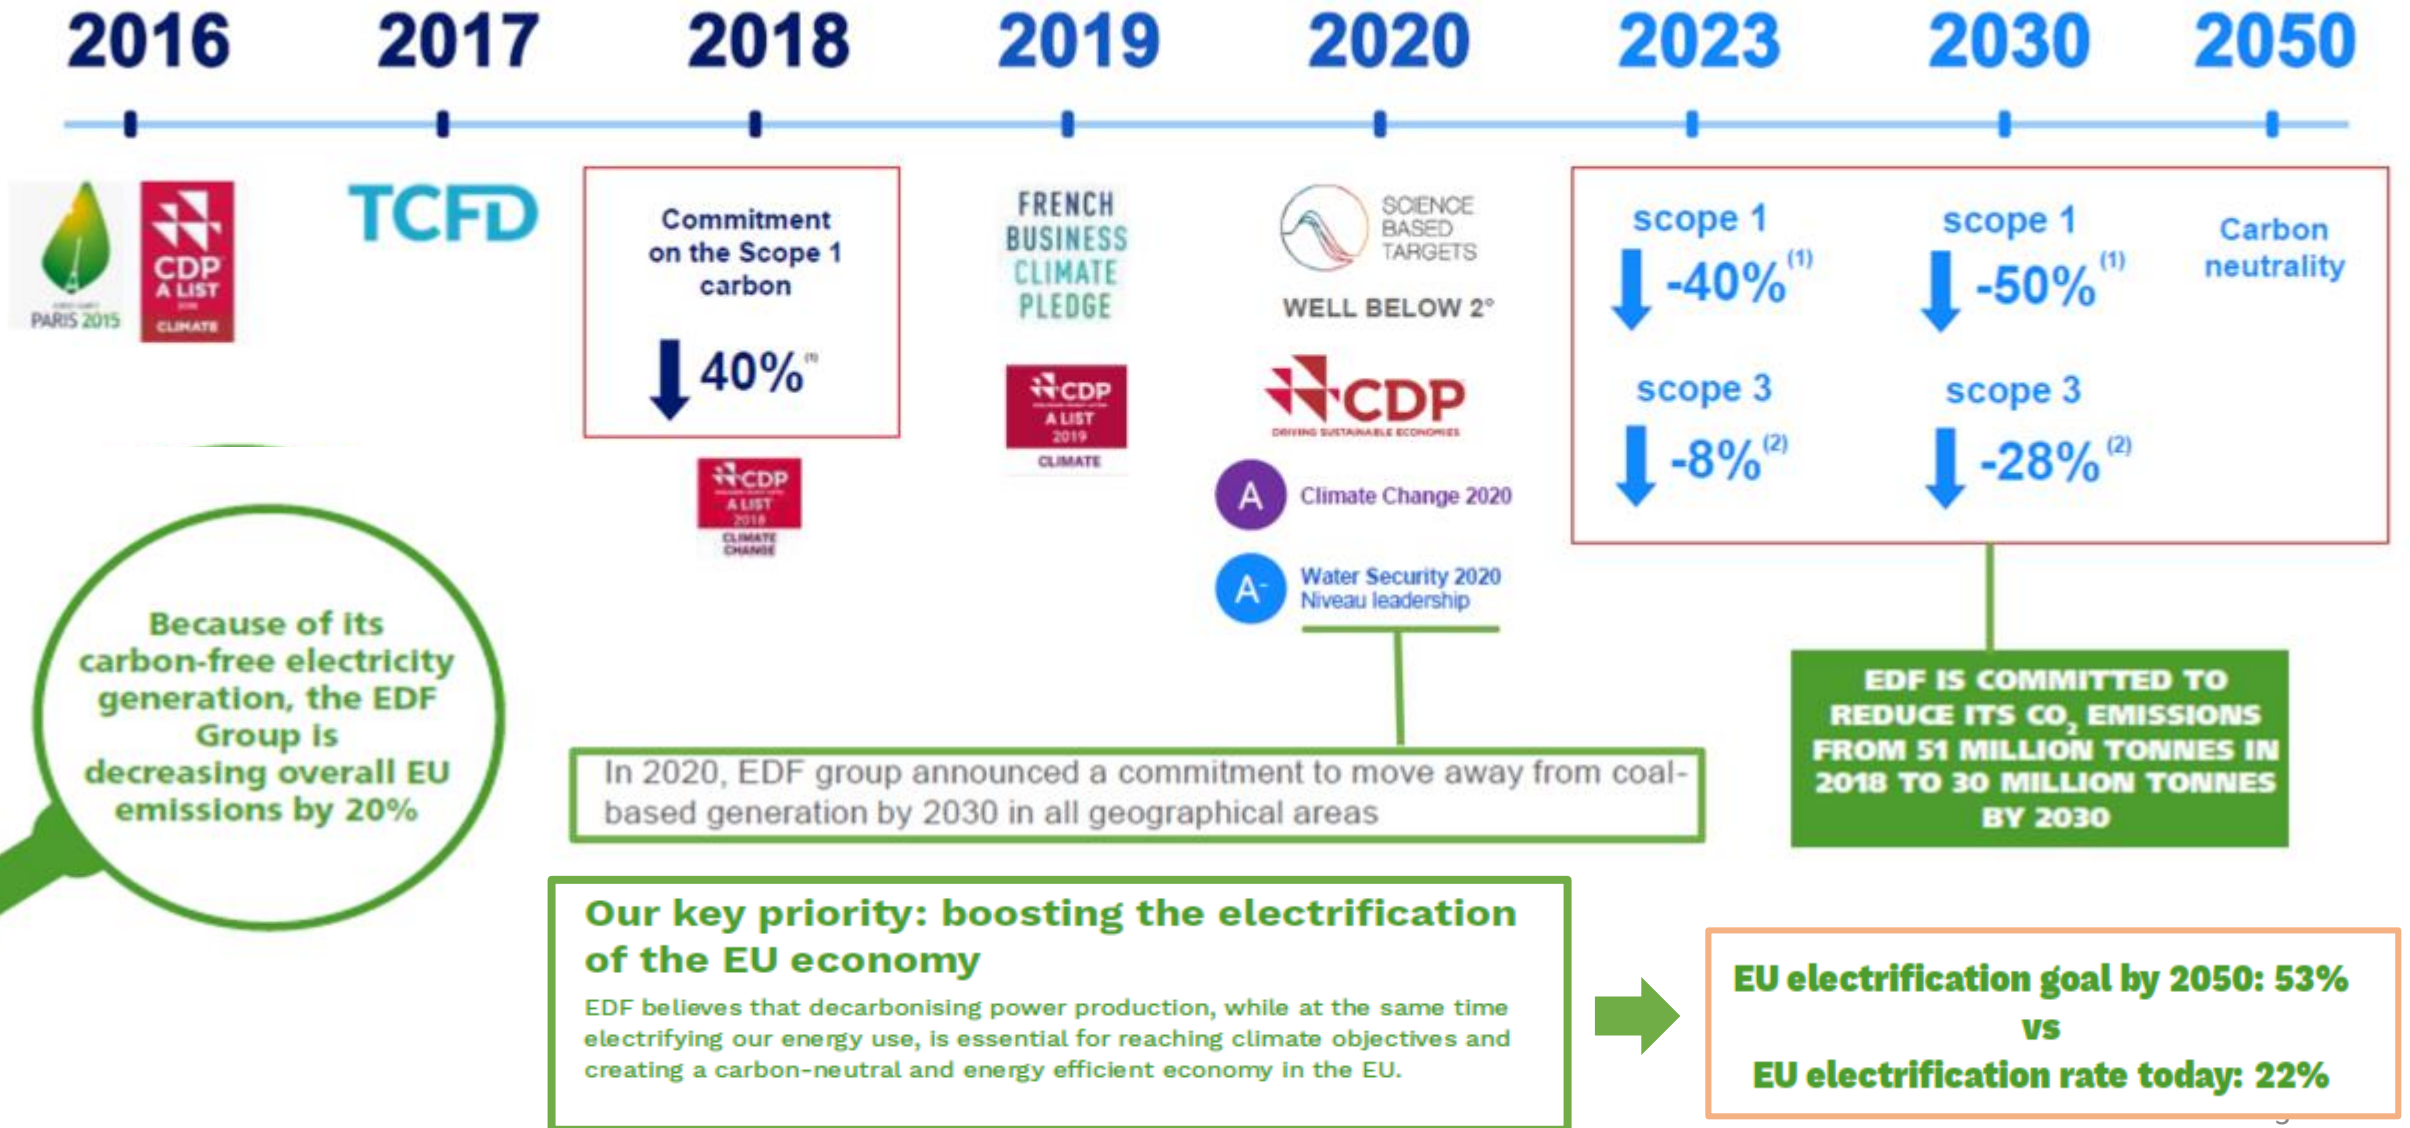 2016
2017
2018
2019
2020
2023
2030
2050
PARIS 2015
CDP
A LIST
CLIMATE
TCFD
Commitment
on the Scope 1
carbon
40% (1)
CDP
A LIST
2018
CLIMATE
CHANGE
FRENCH
BUSINESS
CLIMATE
PLEDGE
CDP
A LIST
2019
CLIMATE
SCIENCE
BASED
TARGETS
WELL BELOW 2°
CDP
DRIVING SUSTAINABLE ECONOMIES
A Climate Change 2020
A- Water Security 2020
Niveau leadership
scope 1
-40% (1)
scope 3
-8% (2)
scope 1
-50% (1)
scope 3
-28% (2)
Carbon
neutrality
Because of its
carbon-free electricity
generation, the EDF
Group is
decreasing overall EU
emissions by 20%
In 2020, EDF group announced a commitment to move away from coal-
based generation by 2030 in all geographical areas
EDF IS COMMITTED TO
REDUCE ITS CO₂ EMISSIONS
FROM 51 MILLION TONNES IN
2018 TO 30 MILLION TONNES
BY 2030
Our key priority: boosting the electrification
of the EU economy
EDF believes that decarbonising power production, while at the same time
electrifying our energy use, is essential for reaching climate objectives and
creating a carbon-neutral and energy efficient economy in the EU.
EU electrification goal by 2050: 53%
vs
EU electrification rate today: 22%